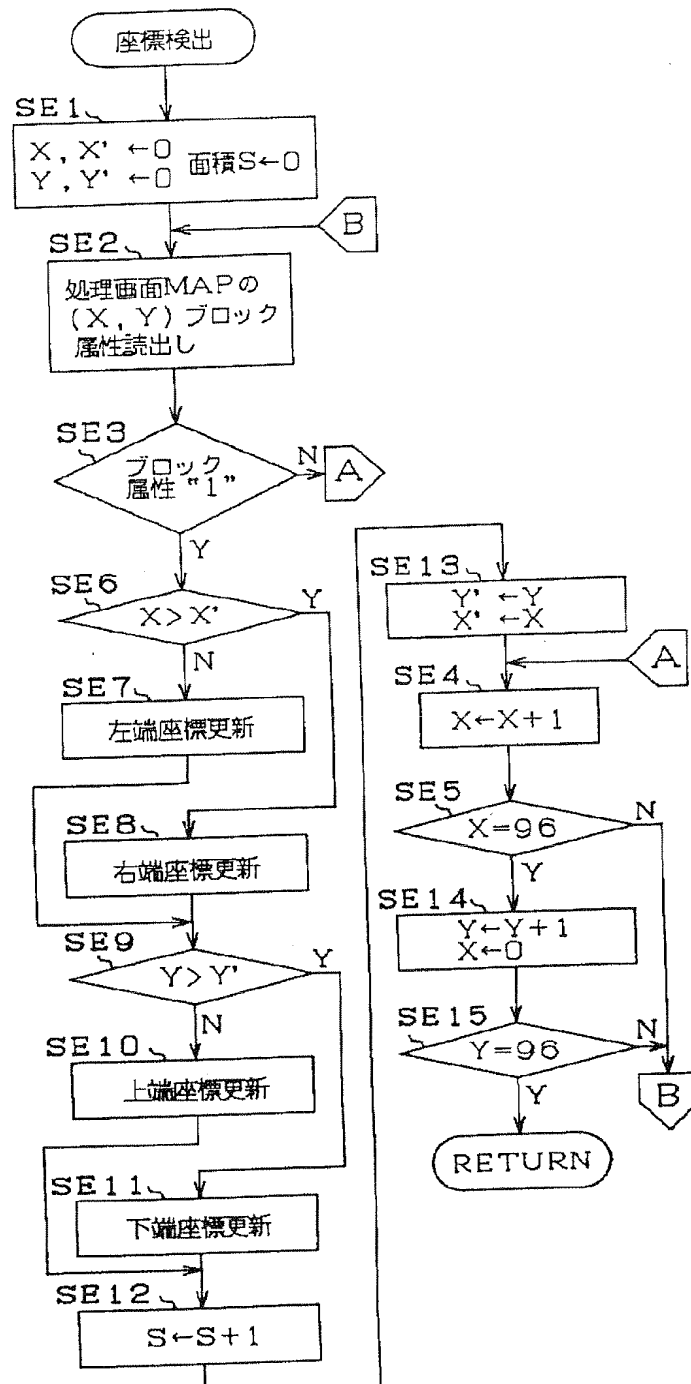 座標検出
SE1
X, X' ←0
Y, Y' ←0
面積S←0
B
SE2
処理画面MAPの
(X, Y) ブロック
属性読出し
SE3
ブロック
属性 "1"
N
A
Y
SE6
X>X'
Y
N
SE7
左端座標更新
SE8
右端座標更新
SE9
Y>Y'
Y
N
SE10
上端座標更新
SE11
下端座標更新
SE12
S←S+1
SE13
Y' ←Y
X' ←X
A
SE4
X←X+1
SE5
X=96
N
Y
SE14
Y←Y+1
X←0
SE15
Y=96
N
Y
B
RETURN